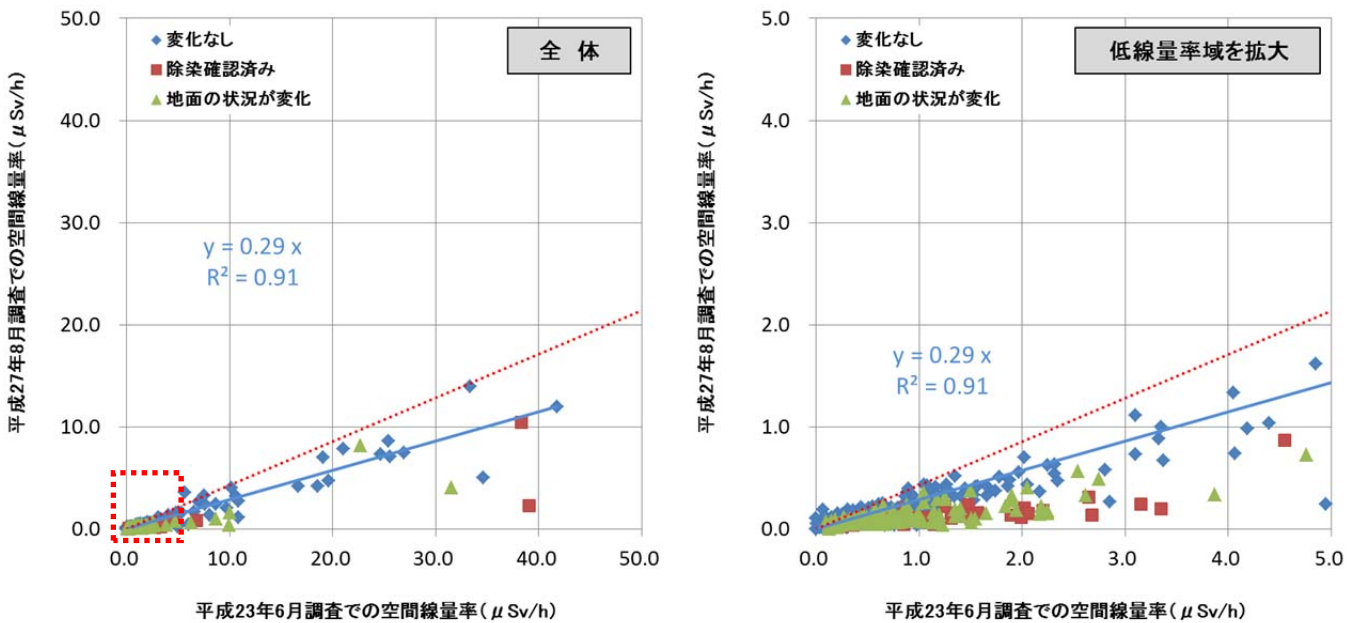 全 体
変化なし
除染確認済み
地面の状況が変化
平成27年8月調査での空間線量率(μSv/h)
50.0
40.0
30.0
20.0
10.0
0.0
y = 0.29 x
R² = 0.91
0.0 10.0 20.0 30.0 40.0 50.0
平成23年6月調査での空間線量率(μSv/h)
低線量率域を拡大
変化なし
除染確認済み
地面の状況が変化
平成27年8月調査での空間線量率(μSv/h)
5.0
4.0
3.0
2.0
1.0
0.0
y = 0.29 x
R² = 0.91
0.0 1.0 2.0 3.0 4.0 5.0
平成23年6月調査での空間線量率(μSv/h)